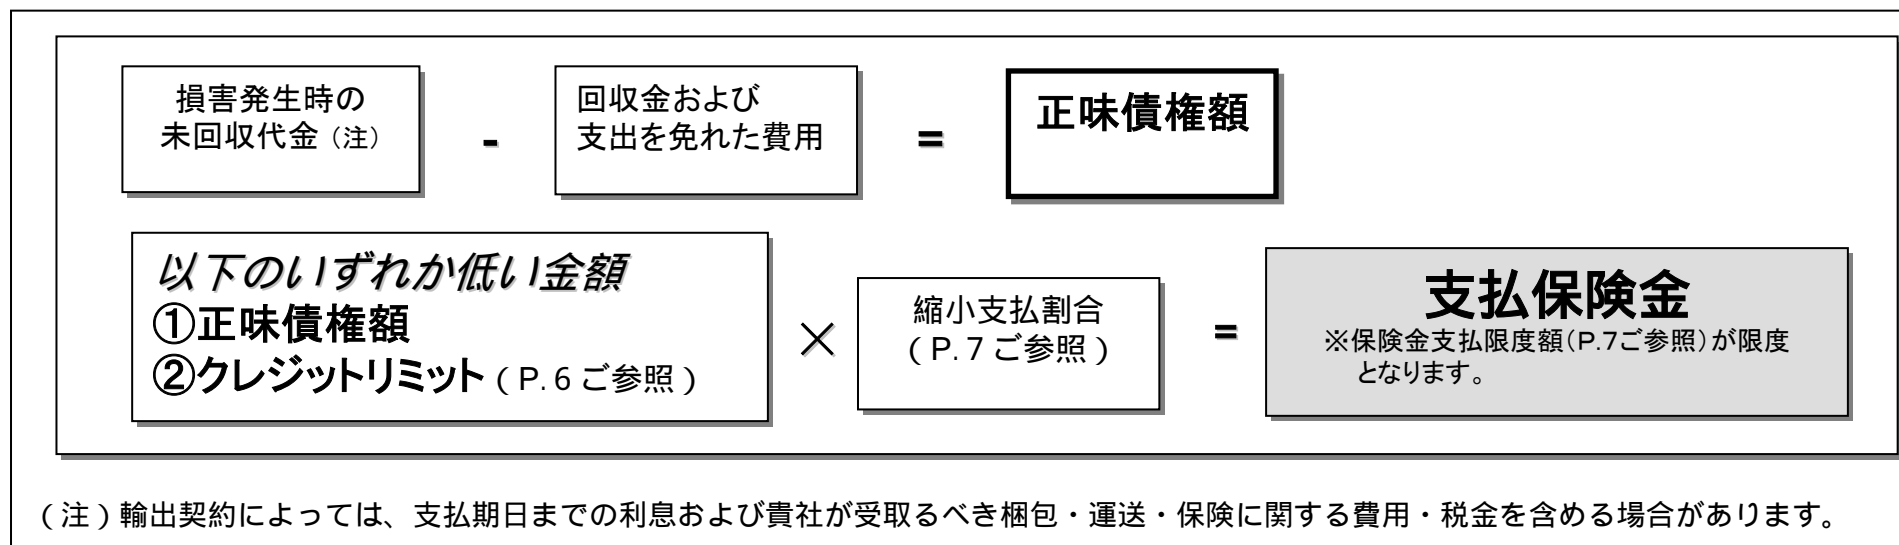 損害発生時の
未回収代金（注）
-
回収金および
支出を免れた費用
=
正味債権額
以下のいずれか低い金額
①正味債権額
②クレジットリミット（P.6ご参照）
×
縮小支払割合
（P.7ご参照）
=
支払保険金
※保険金支払限度額(P.7ご参照)が限度
となります。
（注）輸出契約によっては、支払期日までの利息および貴社が受取るべき梱包・運送・保険に関する費用・税金を含める場合があります。